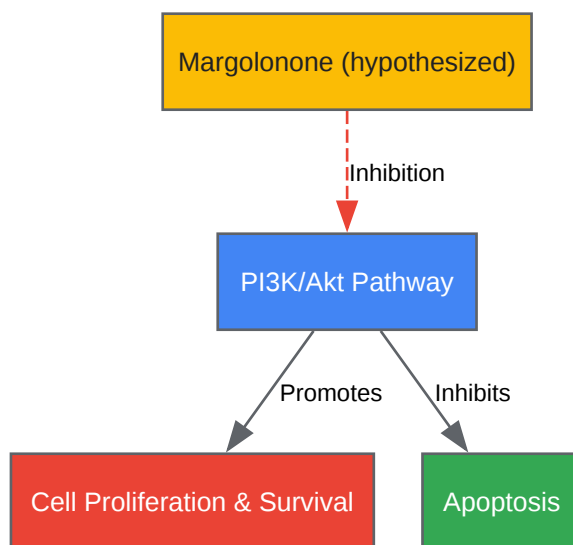 Margolonone (hypothesized)
Inhibition
PI3K/Akt Pathway
Promotes
Inhibits
Cell Proliferation & Survival
Apoptosis